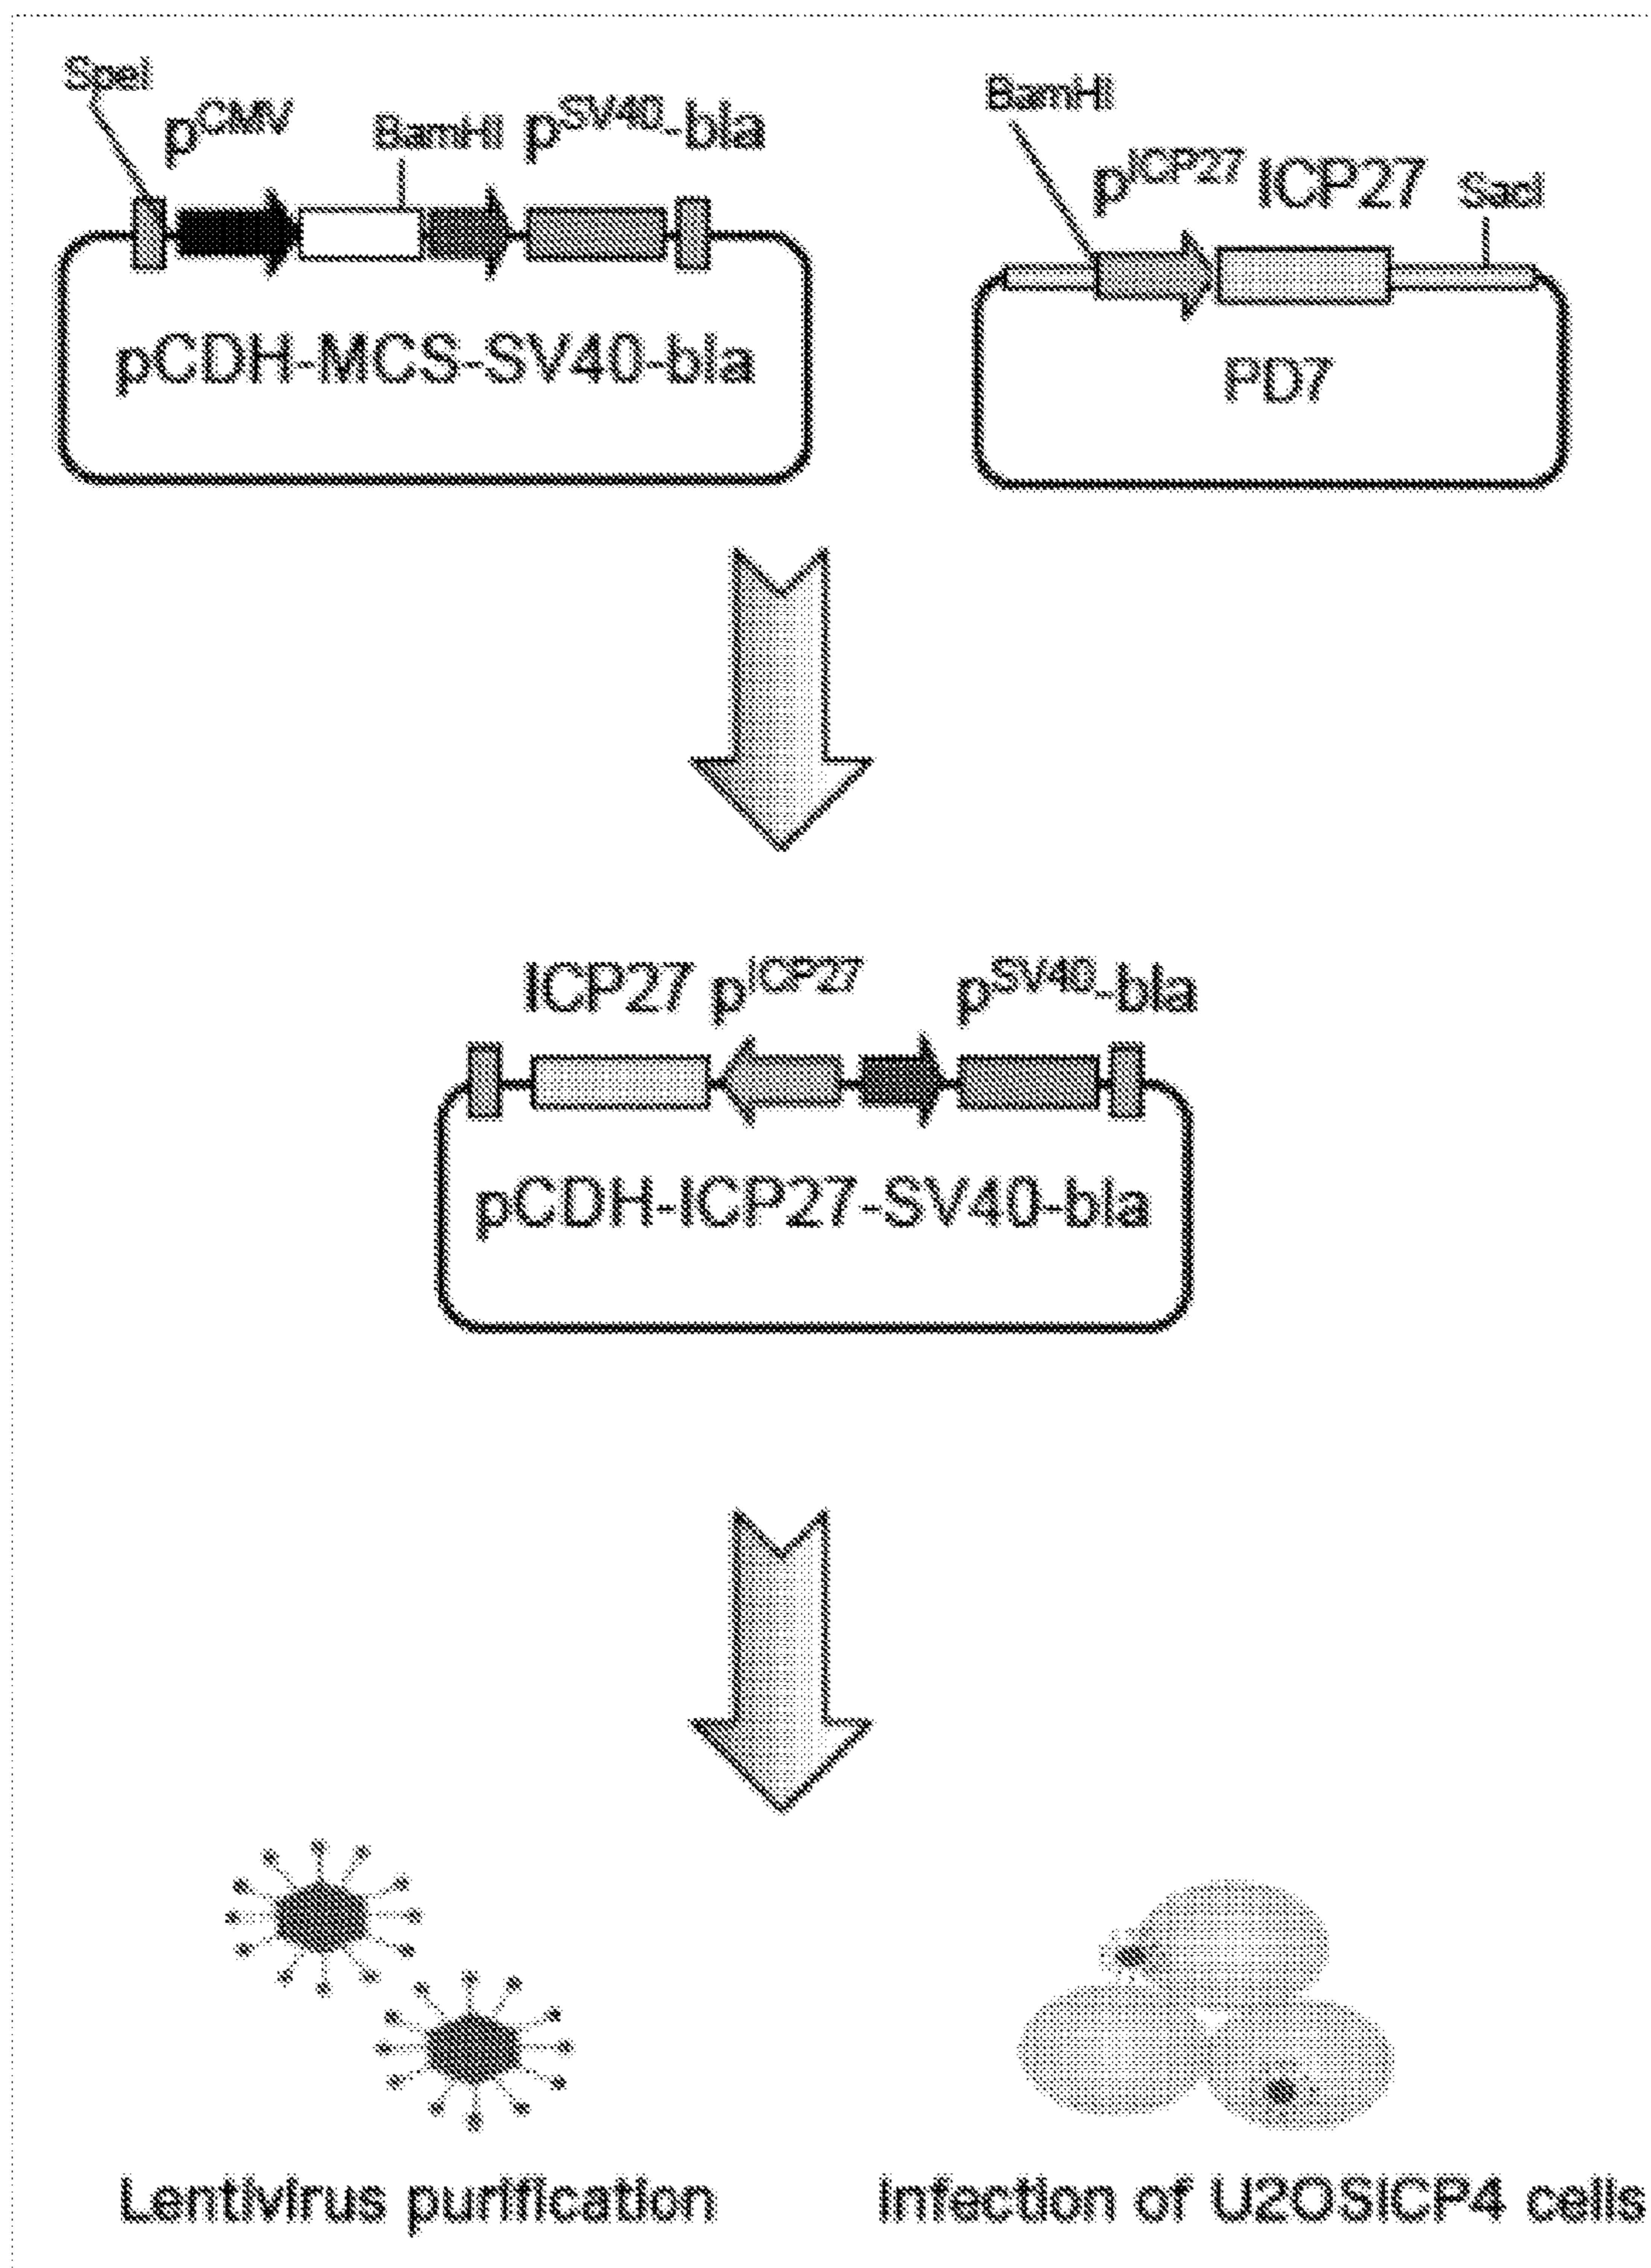 SpeI
pCMV
BamHI
pSV40-bla
pCDH-MCS-SV40-bla
BamHI
pICP27
ICP27
SacI
PD7
ICP27 pICP27 pSV40-bla
pCDH-ICP27-SV40-bla
Lentivirus purification
Infection of U2OSICP4 cells